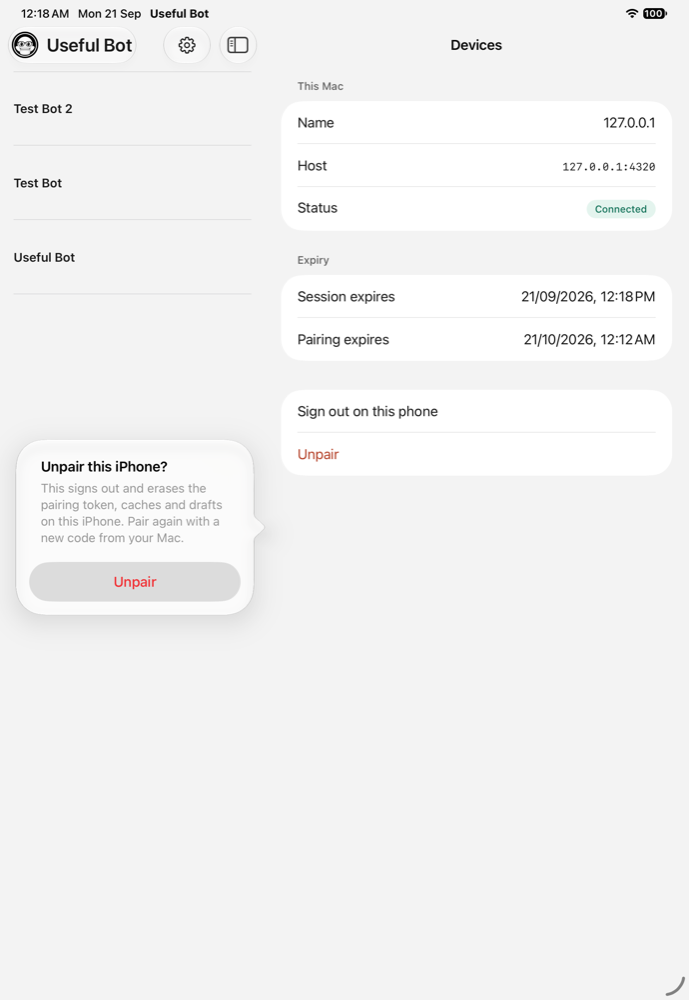 12:18 AM Mon 21 Sep Useful Bot
100
Useful Bot
Test Bot 2
Test Bot
Useful Bot
Devices
This Mac
Name 127.0.0.1
Host 127.0.0.1:4320
Status Connected
Expiry
Session expires 21/09/2026, 12:18 PM
Pairing expires 21/10/2026, 12:12 AM
Sign out on this phone
Unpair
Unpair this iPhone?
This signs out and erases the
pairing token, caches and drafts
on this iPhone. Pair again with a
new code from your Mac.
Unpair